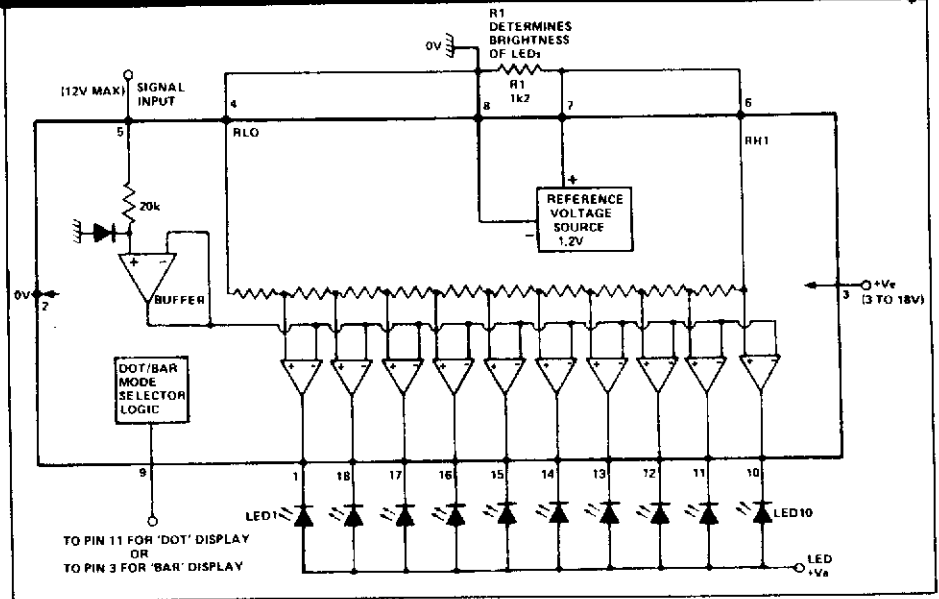 R1
DETERMINES
BRIGHTNESS
OF LEDs
0V
R1
1k2
(12V MAX)
SIGNAL
INPUT
4
8
7
6
5
RLO
RH1
20k
+
REFERENCE
VOLTAGE
SOURCE
1.2V
−
+ −
BUFFER
0V
2
3
+Ve
(3 TO 18V)
DOT/BAR
MODE
SELECTOR
LOGIC
+ − + − + − + − + − + − + − + − + − + −
9
1 18 17 16 15 14 13 12 11 10
LED1
LED10
TO PIN 11 FOR 'DOT' DISPLAY
OR
TO PIN 3 FOR 'BAR' DISPLAY
LED
+Ve